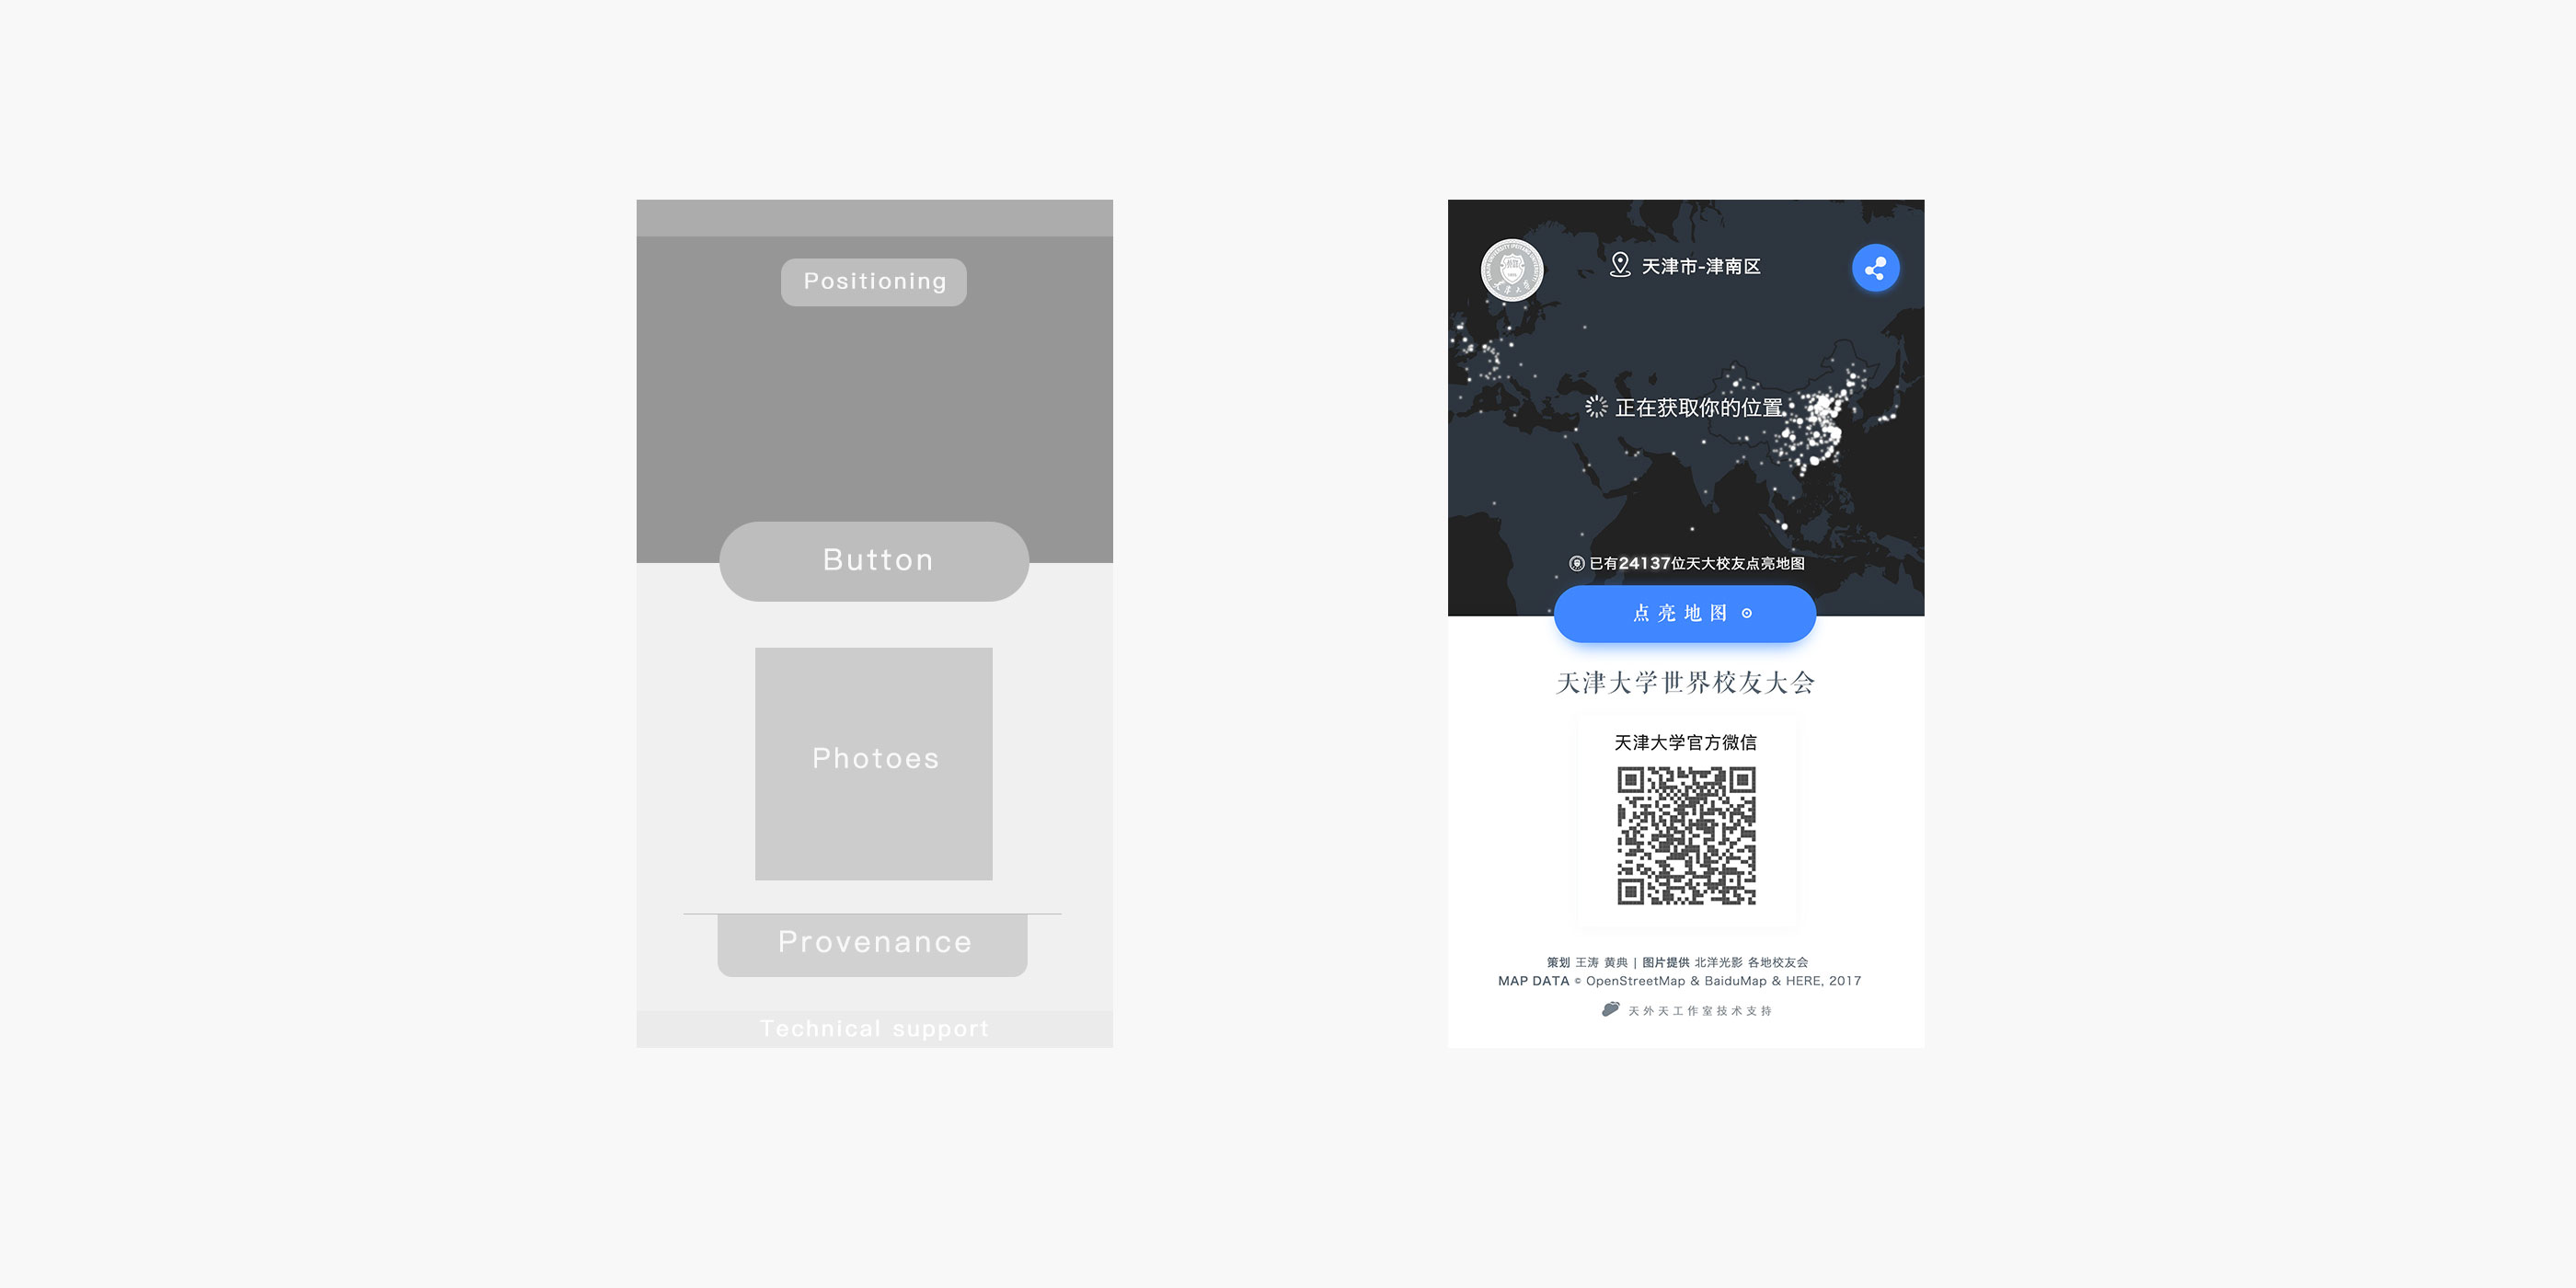 Positioning
Button
Photoes
Provenance
Technical support
天津市-津南区
正在获取你的位置
已有24137位天大校友点亮地图
点亮地图
天津大学世界校友大会
天津大学官方微信
策划 王涛 黄典 | 图片提供 北洋光影 各地校友会
MAP DATA © OpenStreetMap & BaiduMap & HERE, 2017
天外天工作室技术支持